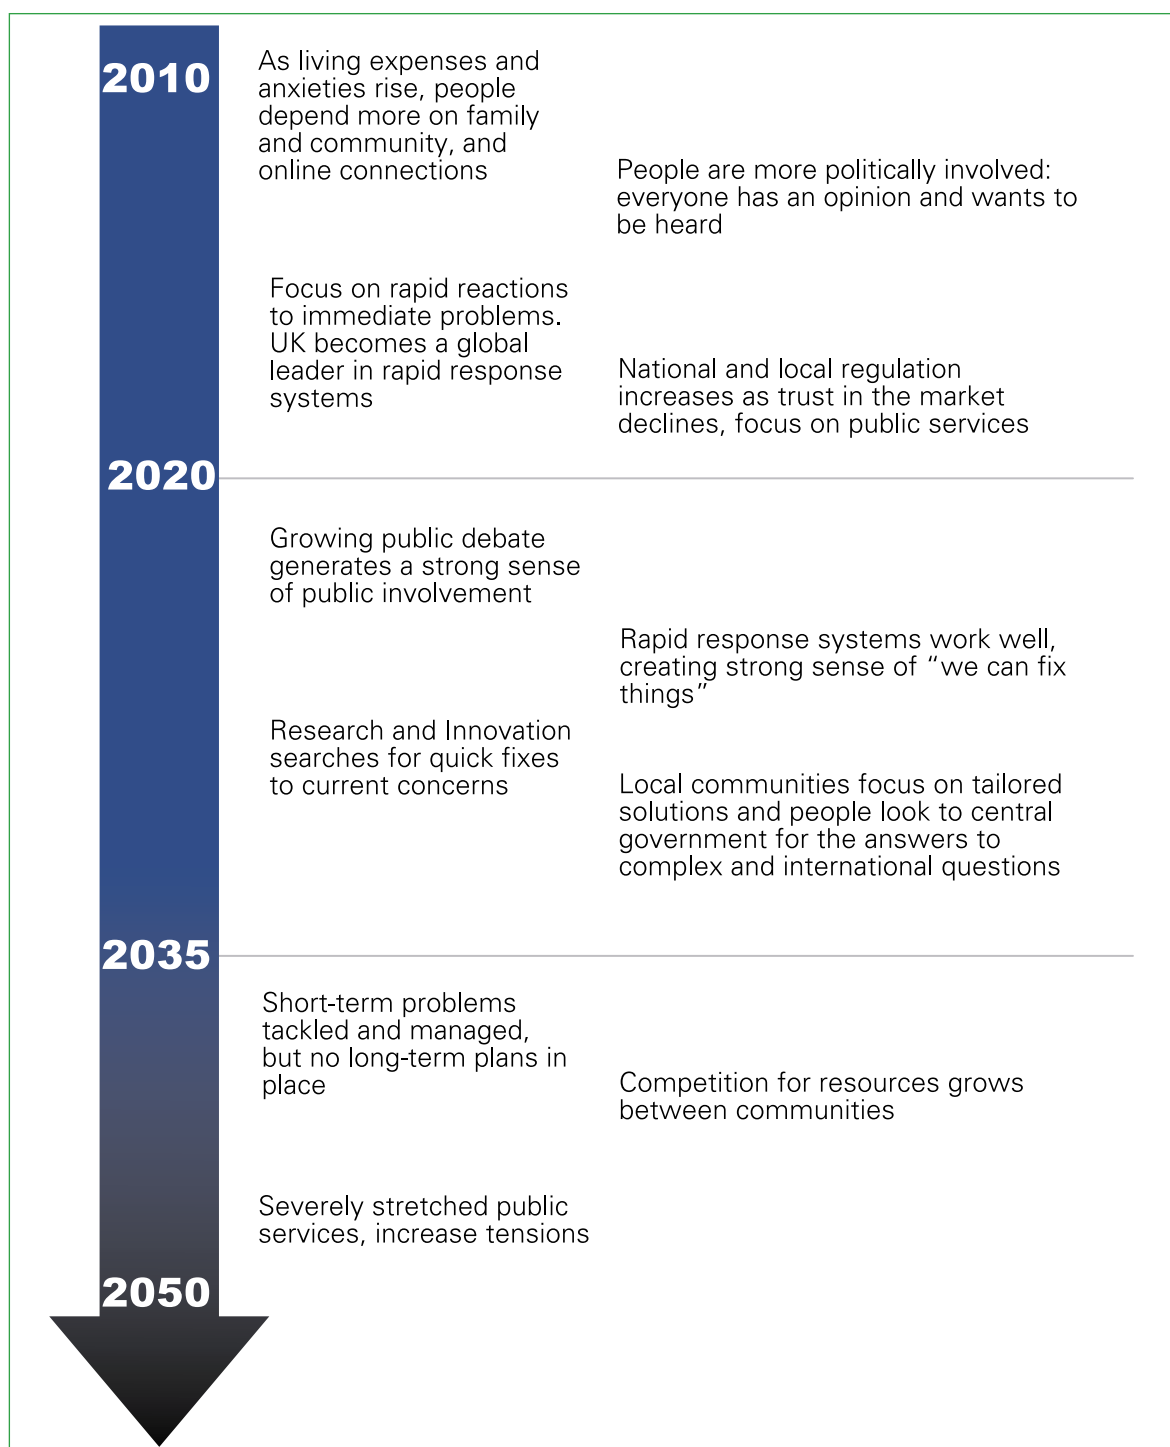 2010
As living expenses and
anxieties rise, people
depend more on family
and community, and
online connections
People are more politically involved:
everyone has an opinion and wants to
be heard
Focus on rapid reactions
to immediate problems.
UK becomes a global
leader in rapid response
systems
National and local regulation
increases as trust in the market
declines, focus on public services
2020
Growing public debate
generates a strong sense
of public involvement
Rapid response systems work well,
creating strong sense of “we can fix
things”
Research and Innovation
searches for quick fixes
to current concerns
Local communities focus on tailored
solutions and people look to central
government for the answers to
complex and international questions
2035
Short-term problems
tackled and managed,
but no long-term plans in
place
Competition for resources grows
between communities
Severely stretched public
services, increase tensions
2050